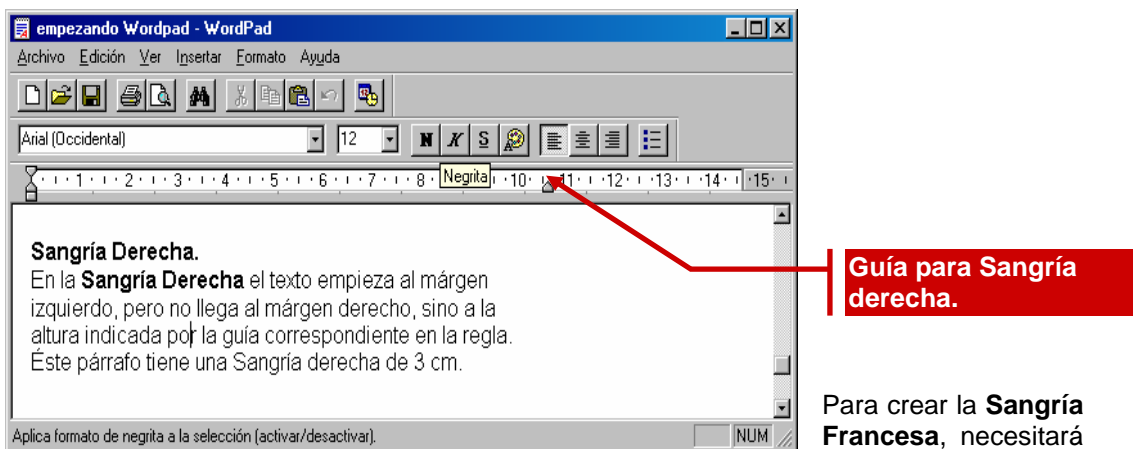 empezando Wordpad - WordPad
Archivo Edición Ver Insertar Formato Ayuda
Arial (Occidental) 12 N K S
1 2 3 4 5 6 7 8 Negrita 10 11 12 13 14 15
Sangría Derecha.
En la Sangría Derecha el texto empieza al márgen
izquierdo, pero no llega al márgen derecho, sino a la
altura indicada por la guía correspondiente en la regla.
Éste párrafo tiene una Sangría derecha de 3 cm.
Aplica formato de negrita a la selección (activar/desactivar). NUM
Guía para Sangría
derecha.
Para crear la Sangría
Francesa, necesitará